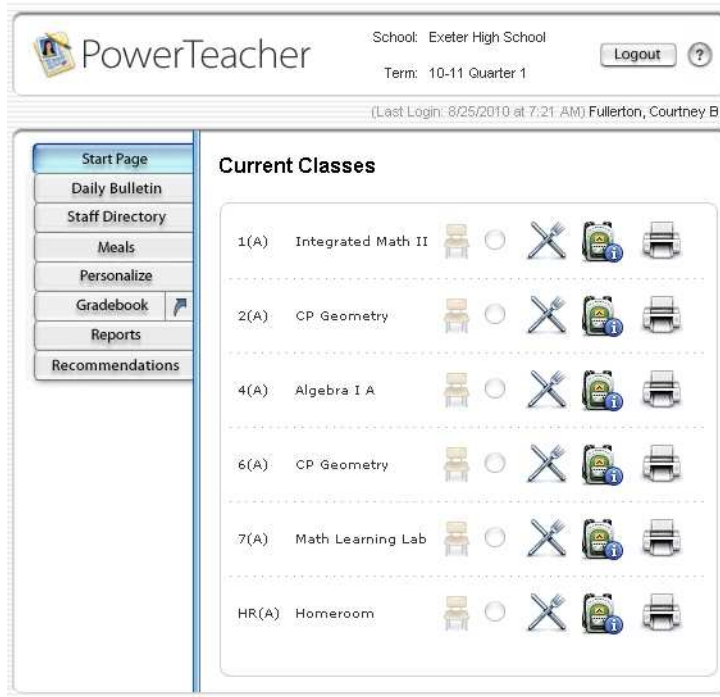 PowerTeacher
School: Exeter High School
Logout ?
Term: 10-11 Quarter 1
(Last Login: 8/25/2010 at 7:21 AM) Fullerton, Courtney B
Start Page
Daily Bulletin
Staff Directory
Meals
Personalize
Gradebook
Reports
Recommendations
Current Classes
1(A) Integrated Math II
2(A) CP Geometry
4(A) Algebra I A
6(A) CP Geometry
7(A) Math Learning Lab
HR(A) Homeroom